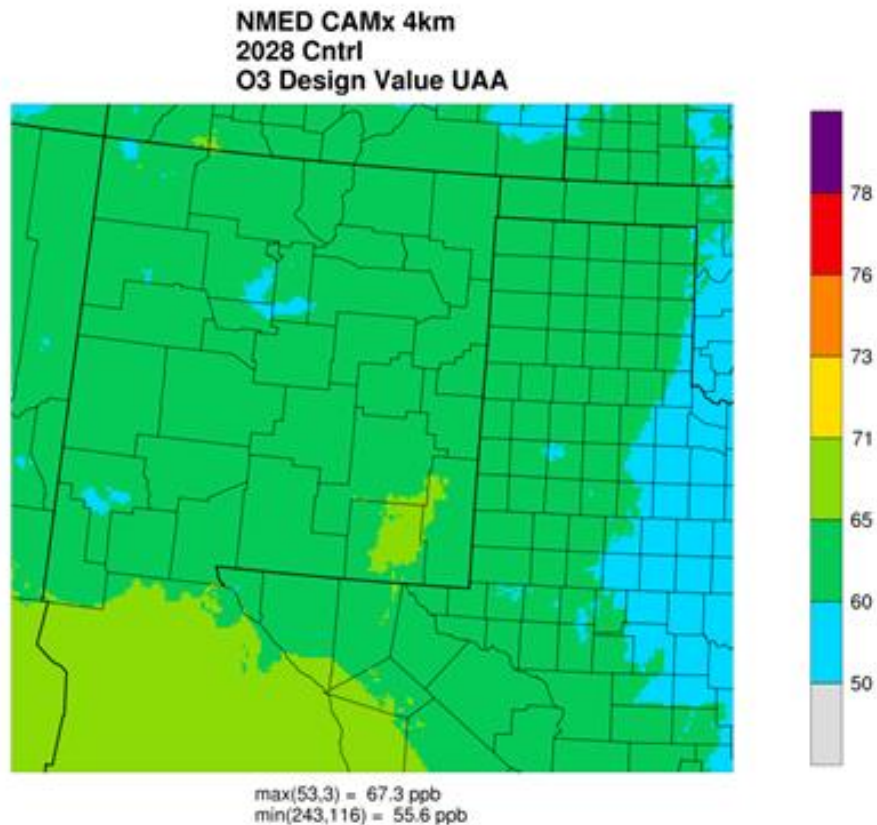 NMED CAMx 4km
2028 Cntrl
O3 Design Value UAA
78
76
73
71
65
60
50
max(53,3) = 67.3 ppb
min(243,116) = 55.6 ppb